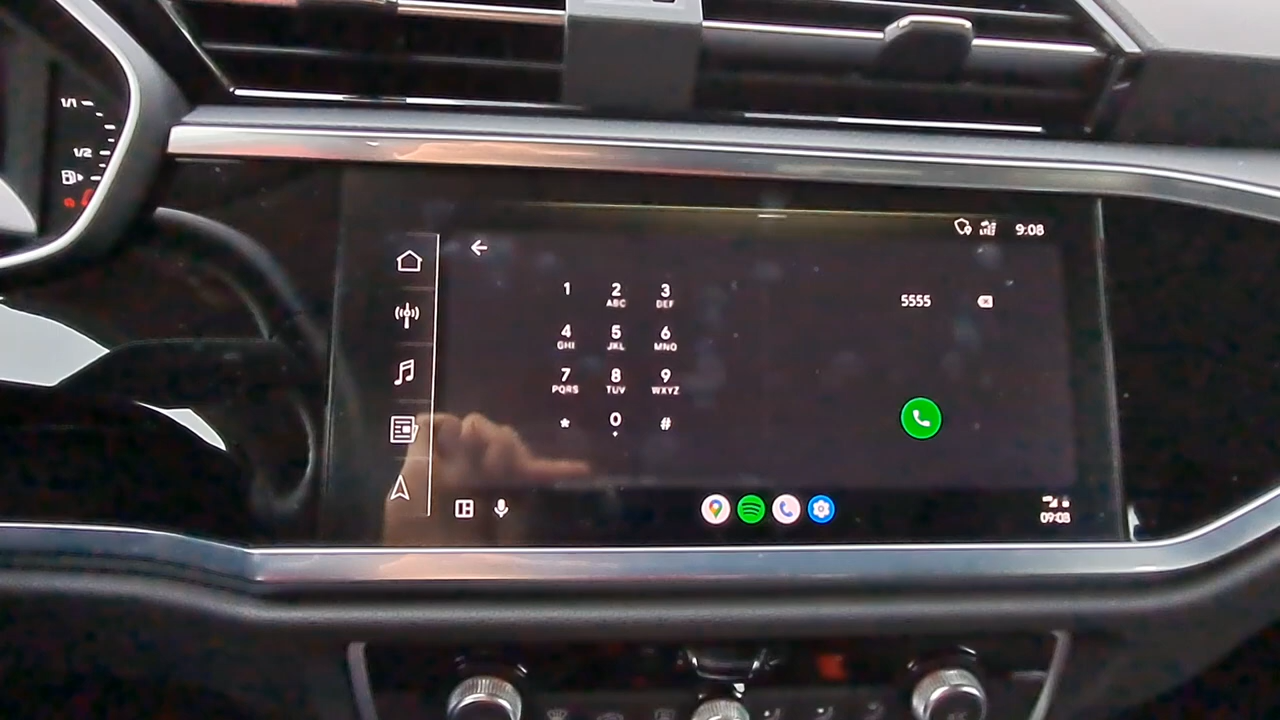 1/1
1/2
9:08
5555
1
2
3
ABC
DEF
4
5
6
GHI
JKL
MNO
7
8
9
PQRS
TUV
WXYZ
*
0
#
+
09:08